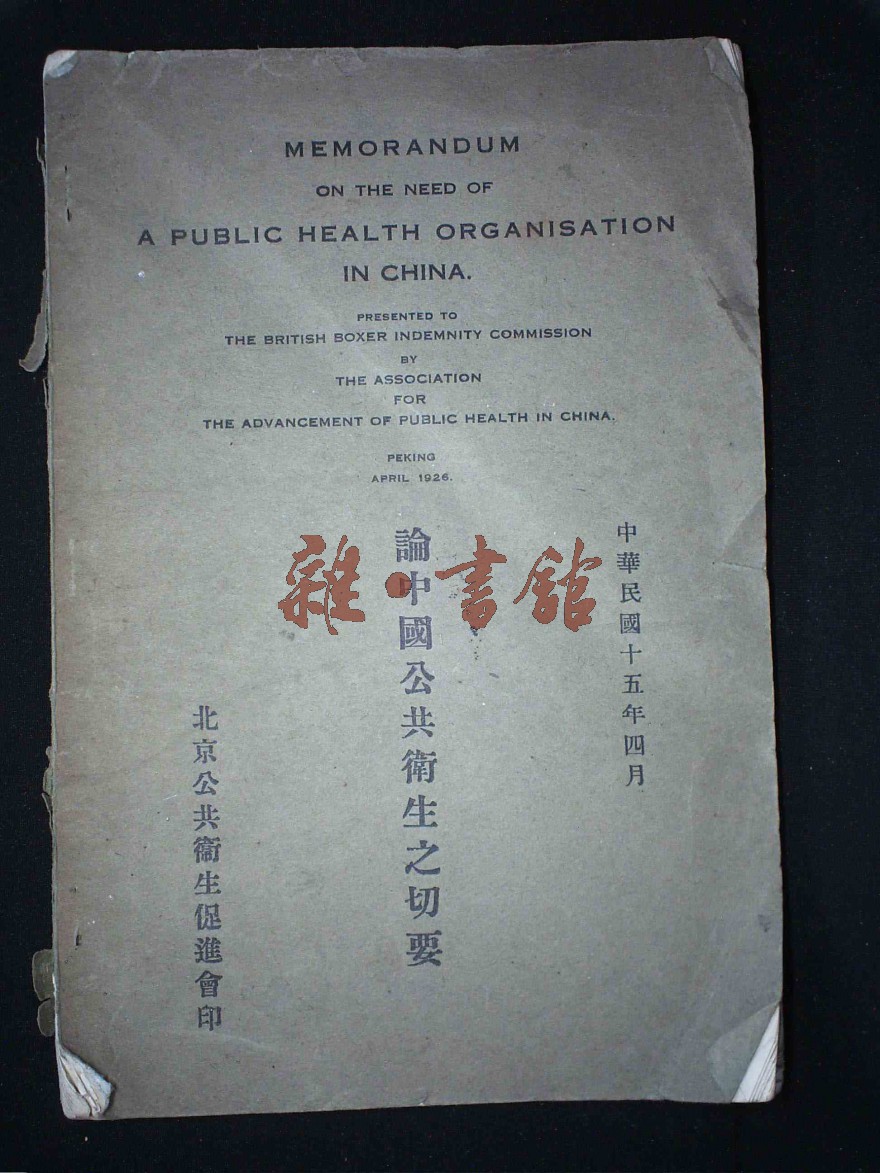 MEMORANDUM
ON THE NEED OF
A PUBLIC HEALTH ORGANISATION
IN CHINA.
PRESENTED TO
THE BRITISH BOXER INDEMNITY COMMISSION
BY
THE ASSOCIATION
FOR
THE ADVANCEMENT OF PUBLIC HEALTH IN CHINA.
PEKING
APRIL 1926.
中華民國十五年四月
論中國公共衛生之切要
北京公共衛生促進會印
雜·書館